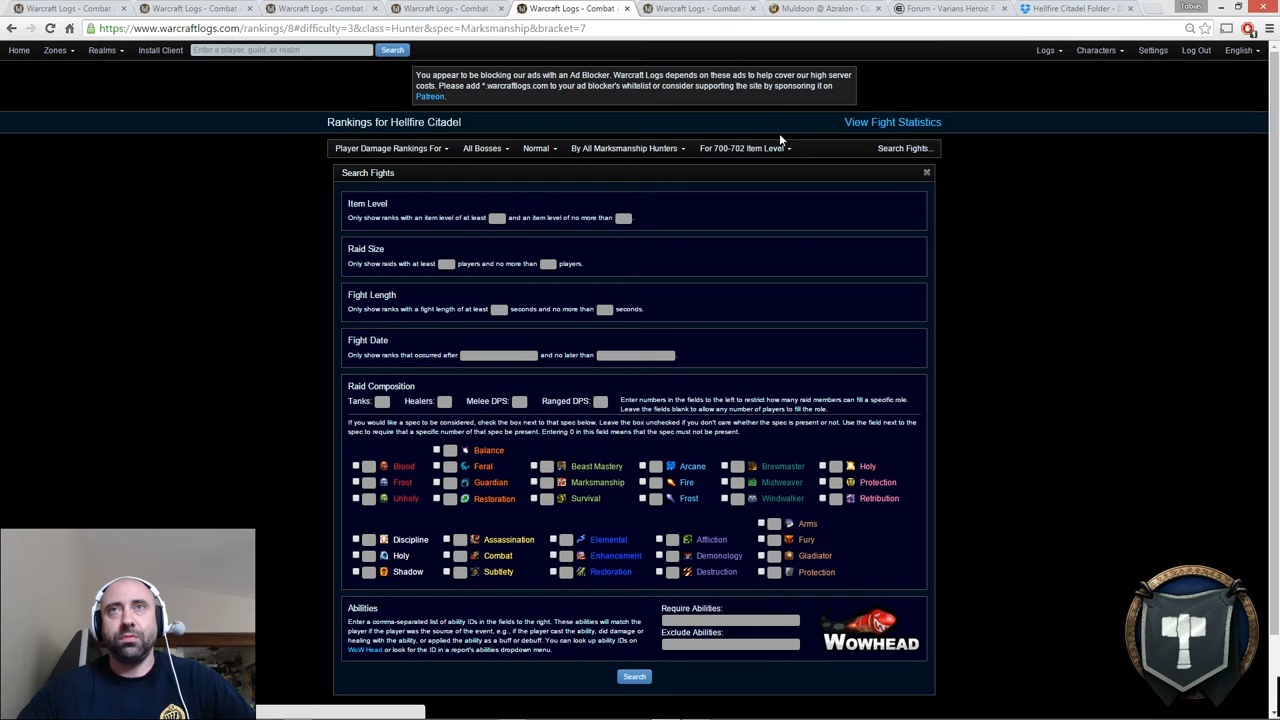 Warcraft Logs - Combat A
Warcraft Logs - Combat A
Warcraft Logs - Combat A
Warcraft Logs - Combat A
Warcraft Logs - Combat A
Warcraft Logs - Combat A
Muldoon @ Azralon - Com
Forum - Varians Heroic R
Hellfire Citadel Folder - D
Tobias
https://www.warcraftlogs.com/rankings/8#difficulty=3&class=Hunter&spec=Marksmanship&bracket=7
Home Zones Realms Install Client Enter a player, guild, or realm Search Logs Characters Settings Log Out English
You appear to be blocking our ads with an Ad Blocker. Warcraft Logs depends on these ads to help cover our high server
costs. Please add *.warcraftlogs.com to your ad blocker's whitelist or consider supporting the site by sponsoring it on
Patreon.
Rankings for Hellfire Citadel View Fight Statistics
Player Damage Rankings For All Bosses Normal By All Marksmanship Hunters For 700-702 Item Level Search Fights...
Search Fights
Item Level
Only show ranks with an item level of at least and an item level of no more than .
Raid Size
Only show raids with at least players and no more than players.
Fight Length
Only show ranks with a fight length of at least seconds and no more than seconds.
Fight Date
Only show ranks that occurred after and no later than .
Raid Composition
Tanks: Healers: Melee DPS: Ranged DPS: Enter numbers in the fields to the left to restrict how many raid members can fill a specific role.
Leave the fields blank to allow any number of players to fill the role.
If you would like a spec to be considered, check the box next to that spec below. Leave the box unchecked if you don't care whether the spec is present or not. Use the field next to the
spec to require that a specific number of that spec be present. Entering 0 in this field means that the spec must not be present.
Balance
Blood Feral Beast Mastery Arcane Brewmaster Holy
Frost Guardian Marksmanship Fire Mistweaver Protection
Unholy Restoration Survival Frost Windwalker Retribution
Arms
Discipline Assassination Elemental Affliction Fury
Holy Combat Enhancement Demonology Gladiator
Shadow Subtlety Restoration Destruction Protection
Abilities
Enter a comma-separated list of ability IDs in the fields to the right. These abilities will match the
player if the player was the source of the event, e.g., if the player cast the ability, did damage or
healing with the ability, or applied the ability as a buff or debuff. You can look up ability IDs on
WoW Head or look for the ID in a report's abilities dropdown menu.
Require Abilities:
Exclude Abilities:
WOWHEAD
Search